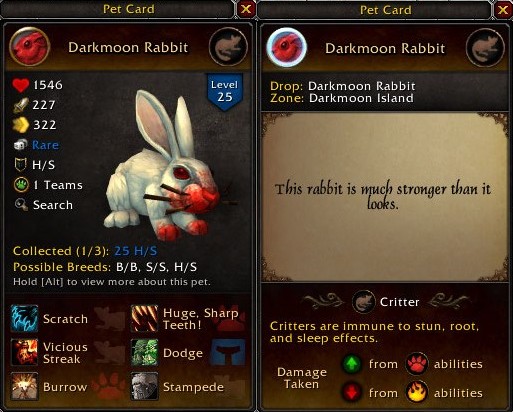 Pet Card
Darkmoon Rabbit
1546
227
322
Rare
H/S
1 Teams
Search
Level
25
Collected (1/3): 25 H/S
Possible Breeds: B/B, S/S, H/S
Hold [Alt] to view more about this pet.
Scratch
Huge, Sharp
Teeth!
Vicious
Streak
Dodge
Burrow
Stampede
Pet Card
Darkmoon Rabbit
Drop: Darkmoon Rabbit
Zone: Darkmoon Island
This rabbit is much stronger than it
looks.
Critter
Critters are immune to stun, root,
and sleep effects.
Damage
Taken
from abilities
from abilities